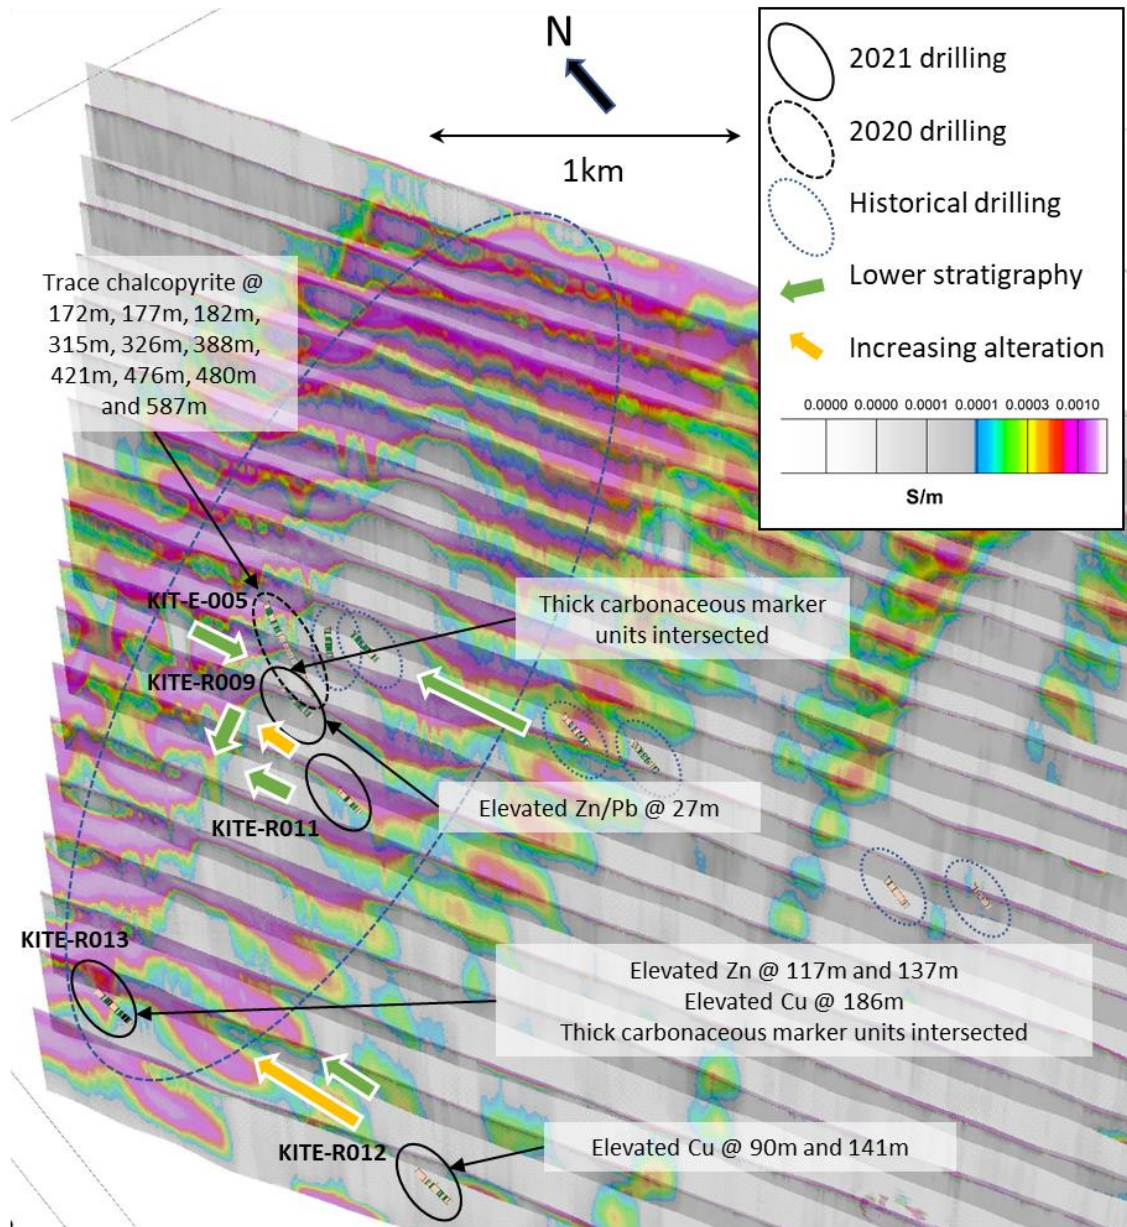 N
1km
2021 drilling
2020 drilling
Historical drilling
Lower stratigraphy
Increasing alteration
0.0000 0.0000 0.0001 0.0001 0.0003 0.0010
S/m
Trace chalcopyrite @
172m, 177m, 182m,
315m, 326m, 388m,
421m, 476m, 480m
and 587m
KIT-E-005
Thick carbonaceous marker
units intersected
KITE-R009
Elevated Zn/Pb @ 27m
KITE-R011
KITE-R013
Elevated Zn @ 117m and 137m
Elevated Cu @ 186m
Thick carbonaceous marker units intersected
KITE-R012
Elevated Cu @ 90m and 141m